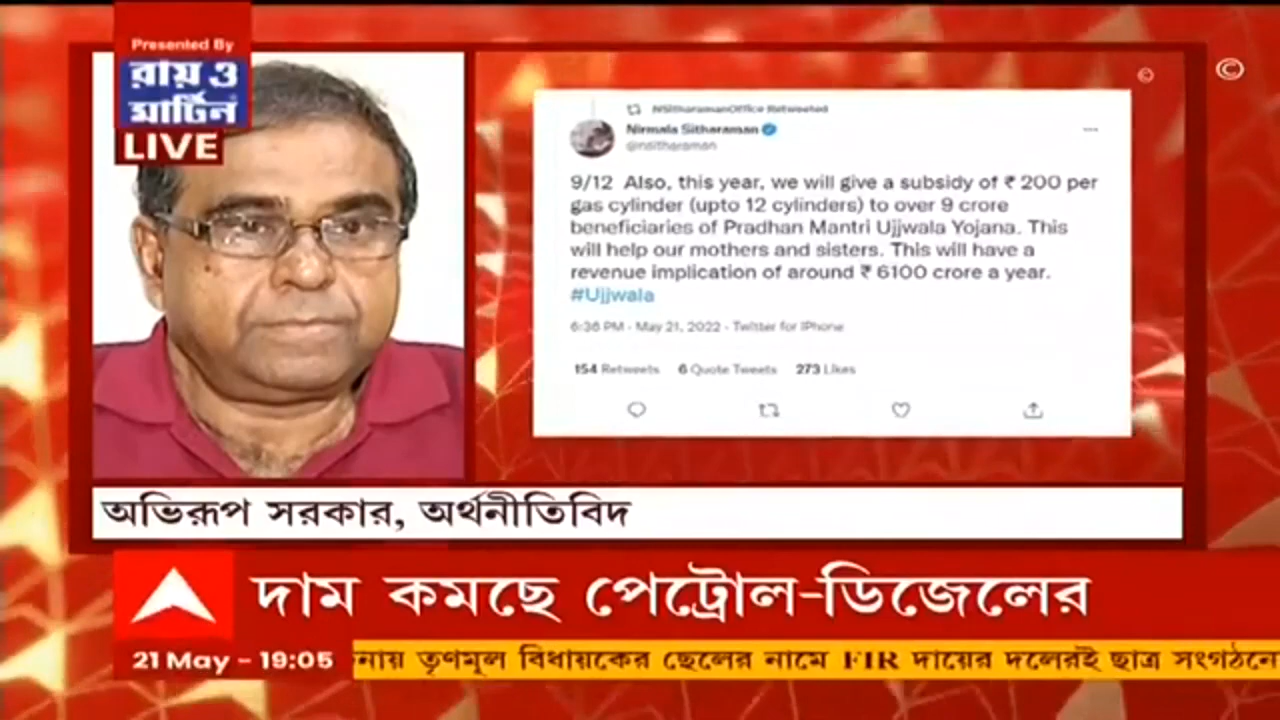 Presented By
রায় ও
মার্টিন
LIVE
©
©
NSitharamanOffice Retweeted
Nirmala Sitharaman
@nsitharaman
9/12 Also, this year, we will give a subsidy of ₹ 200 per
gas cylinder (upto 12 cylinders) to over 9 crore
beneficiaries of Pradhan Mantri Ujjwala Yojana. This
will help our mothers and sisters. This will have a
revenue implication of around ₹ 6100 crore a year.
#Ujjwala
6:36 PM · May 21, 2022 · Twitter for iPhone
154 Retweets 6 Quote Tweets 273 Likes
অভিরূপ সরকার, অর্থনীতিবিদ
দাম কমছে পেট্রোল-ডিজেলের
21 May - 19:05
তৃণমূল বিধায়কের ছেলের নামে FIR দায়ের দলেরই ছাত্র